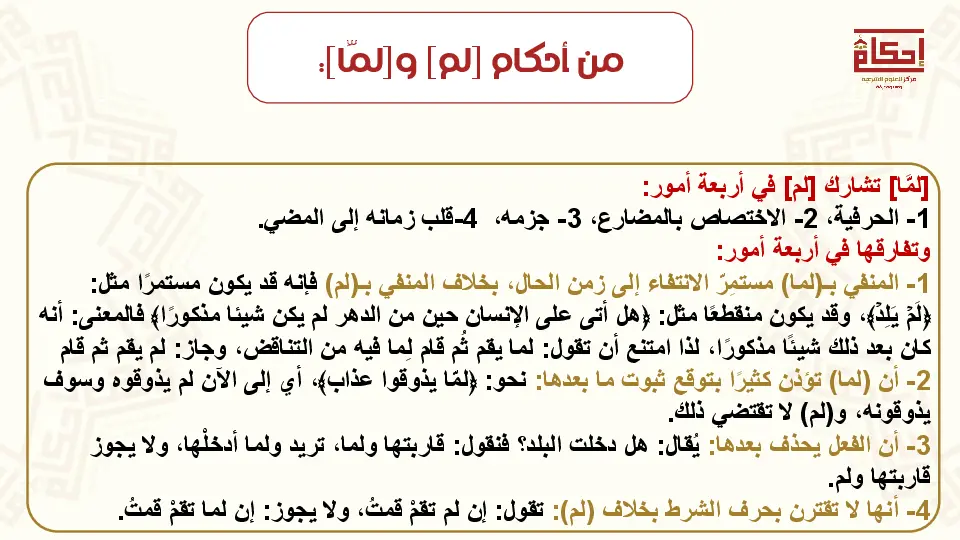 من أحكام [لم] و[لمَّا]:
إحكام
مركز للعلوم الشرعية
[لمَّا] تشارك [لم] في أربعة أمور:
1- الحرفية، 2- الاختصاص بالمضارع، 3- جزمه، 4-قلب زمانه إلى المضي.
وتفارقها في أربعة أمور:
1- المنفي بـ(لما) مستمِرّ الانتفاء إلى زمن الحال، بخلاف المنفي بـ(لم) فإنه قد يكون مستمرًا مثل:
﴿لَمْ يَلِدْ﴾، وقد يكون منقطعًا مثل: ﴿هل أتى على الإنسان حين من الدهر لم يكن شيئا مذكورًا﴾ فالمعنى: أنه
كان بعد ذلك شيئًا مذكورًا، لذا امتنع أن تقول: لما يقم ثُم قام لِما فيه من التناقض، وجاز: لم يقم ثم قام
2- أن (لما) تؤذن كثيرًا بتوقع ثبوت ما بعدها: نحو: ﴿لمّا يذوقوا عذاب﴾، أي إلى الآن لم يذوقوه وسوف
يذوقونه، و(لم) لا تقتضي ذلك.
3- أن الفعل يحذف بعدها: يُقال: هل دخلت البلد؟ فنقول: قاربتها ولما، تريد ولما أدخلْها، ولا يجوز
قاربتها ولم.
4- أنها لا تقترن بحرف الشرط بخلاف (لم): تقول: إن لم تقمْ قمتُ، ولا يجوز: إن لما تقمْ قمتُ.